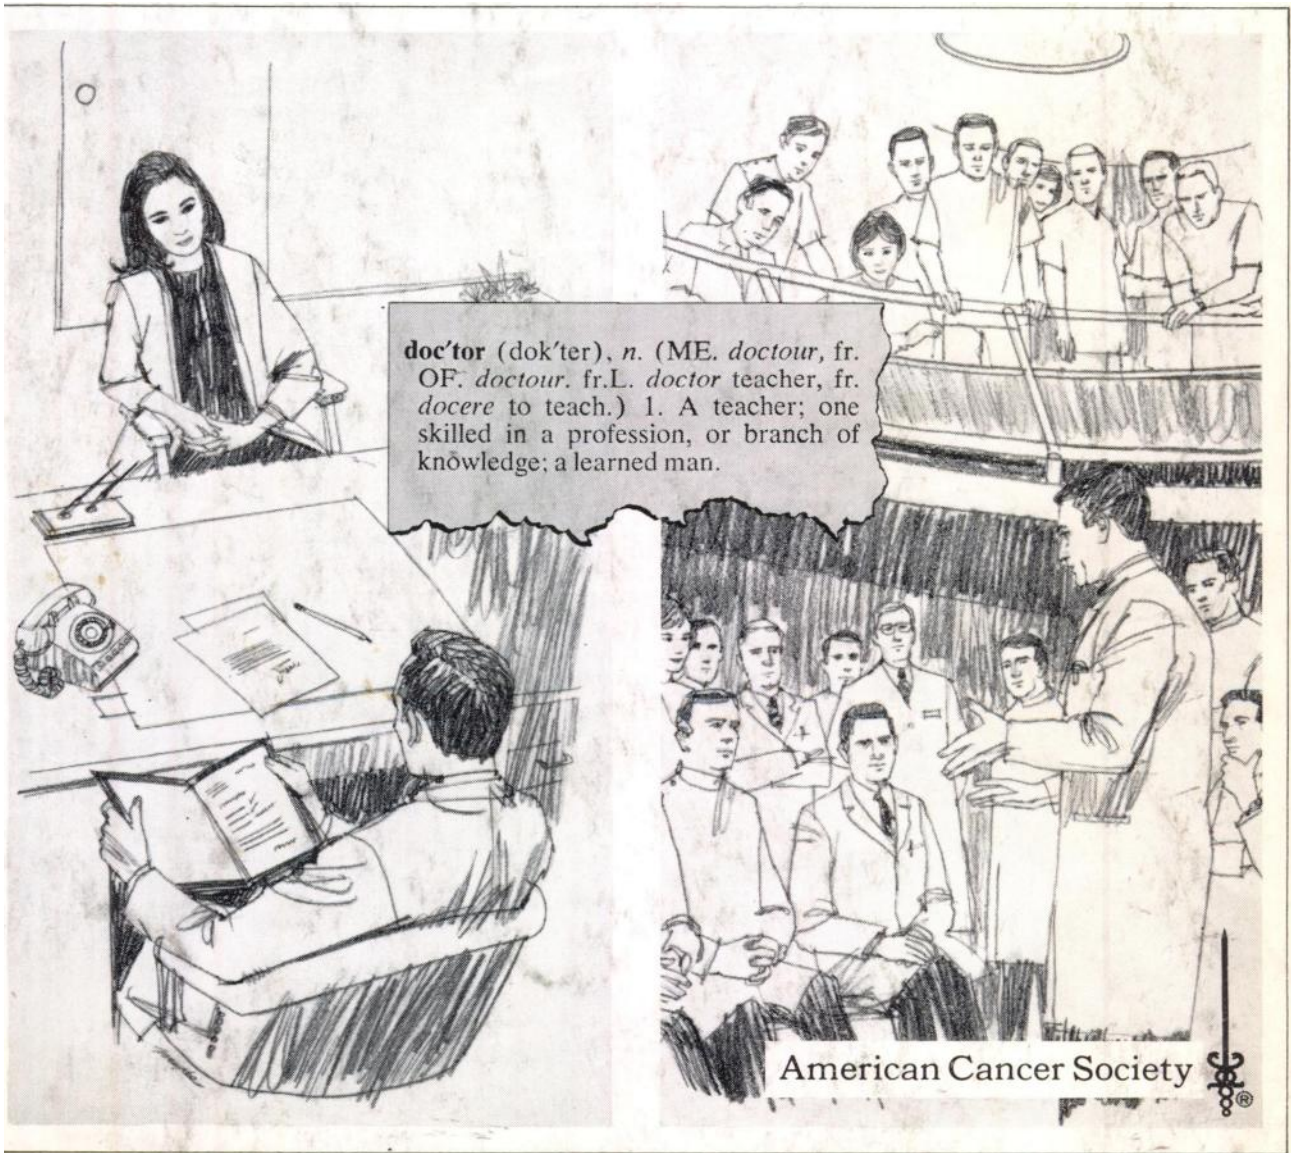 doc′tor (dok′ter), n. (ME. doctour, fr.
OF. doctour. fr.L. doctor teacher, fr.
docere to teach.) 1. A teacher; one
skilled in a profession, or branch of
knowledge; a learned man.
American Cancer Society
®